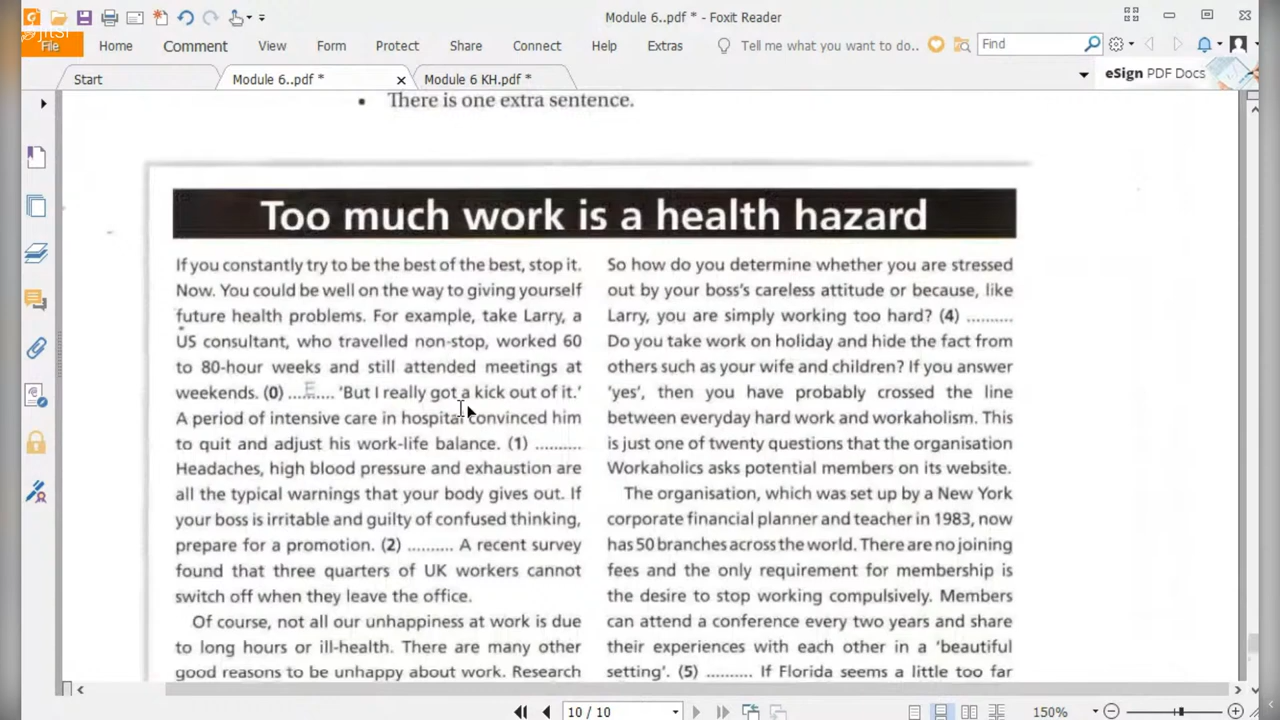 Module 6..pdf * - Foxit Reader
Jitsi
File
Home
Comment
View
Form
Protect
Share
Connect
Help
Extras
Tell me what you want to do..
Find
Start
Module 6..pdf *
Module 6 KH.pdf *
eSign PDF Docs
• There is one extra sentence.
Too much work is a health hazard
If you constantly try to be the best of the best, stop it.
Now. You could be well on the way to giving yourself
future health problems. For example, take Larry, a
US consultant, who travelled non-stop, worked 60
to 80-hour weeks and still attended meetings at
weekends. (0) ....E..... 'But I really got a kick out of it.'
A period of intensive care in hospital convinced him
to quit and adjust his work-life balance. (1) ..........
Headaches, high blood pressure and exhaustion are
all the typical warnings that your body gives out. If
your boss is irritable and guilty of confused thinking,
prepare for a promotion. (2) .......... A recent survey
found that three quarters of UK workers cannot
switch off when they leave the office.
Of course, not all our unhappiness at work is due
to long hours or ill-health. There are many other
good reasons to be unhappy about work. Research
So how do you determine whether you are stressed
out by your boss's careless attitude or because, like
Larry, you are simply working too hard? (4) ..........
Do you take work on holiday and hide the fact from
others such as your wife and children? If you answer
'yes', then you have probably crossed the line
between everyday hard work and workaholism. This
is just one of twenty questions that the organisation
Workaholics asks potential members on its website.
The organisation, which was set up by a New York
corporate financial planner and teacher in 1983, now
has 50 branches across the world. There are no joining
fees and the only requirement for membership is
the desire to stop working compulsively. Members
can attend a conference every two years and share
their experiences with each other in a 'beautiful
setting'. (5) .......... If Florida seems a little too far
10 / 10
150%